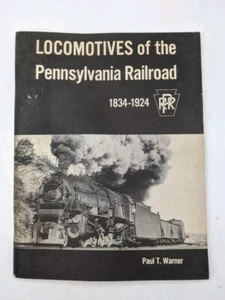 LOCOMOTIVES of the
Pennsylvania Railroad
1834-1924
PRR
Paul T. Warner